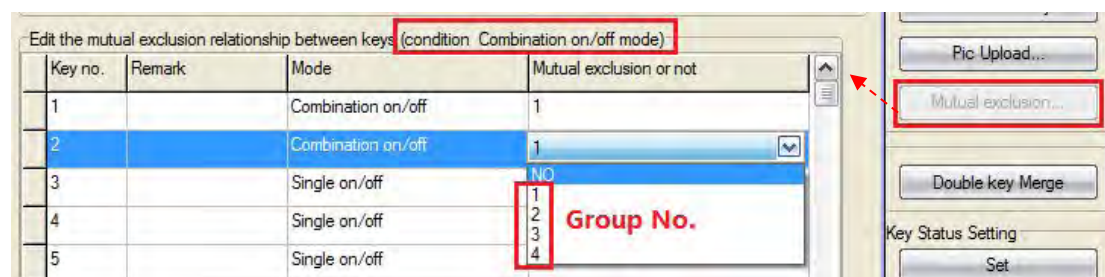 Edit the mutual exclusion relationship between keys (condition Combination on/off mode)
Key no. Remark Mode Mutual exclusion or not
1 Combination on/off 1
2 Combination on/off 1
3 Single on/off NO
1
4 Single on/off 2
3
5 Single on/off 4
Group No.
Pic Upload...
Mutual exclusion...
Double key Merge
Key Status Setting
Set